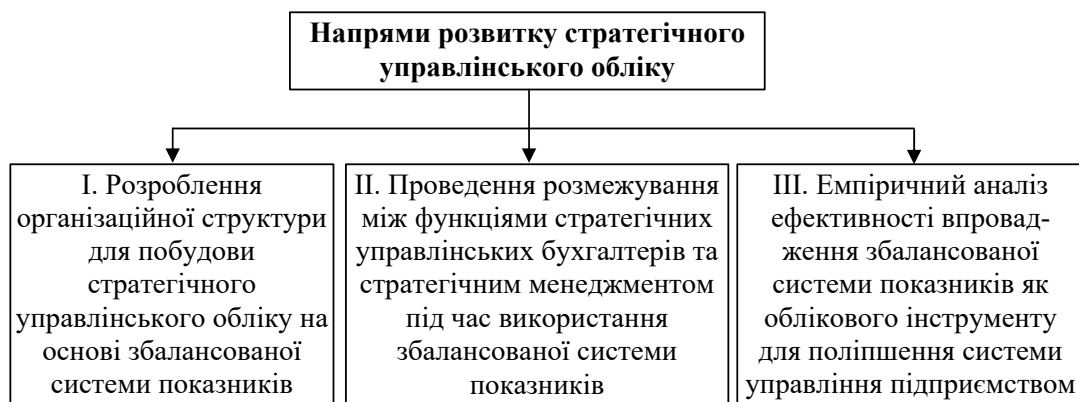 Напрями розвитку стратегічного
управлінського обліку
І. Розроблення
організаційної структури
для побудови
стратегічного
управлінського обліку на
основі збалансованої
системи показників
ІІ. Проведення розмежування
між функціями стратегічних
управлінських бухгалтерів та
стратегічним менеджментом
під час використання
збалансованої системи
показників
ІІІ. Емпіричний аналіз
ефективності впровад-
ження збалансованої
системи показників як
облікового інструменту
для поліпшення системи
управління підприємством